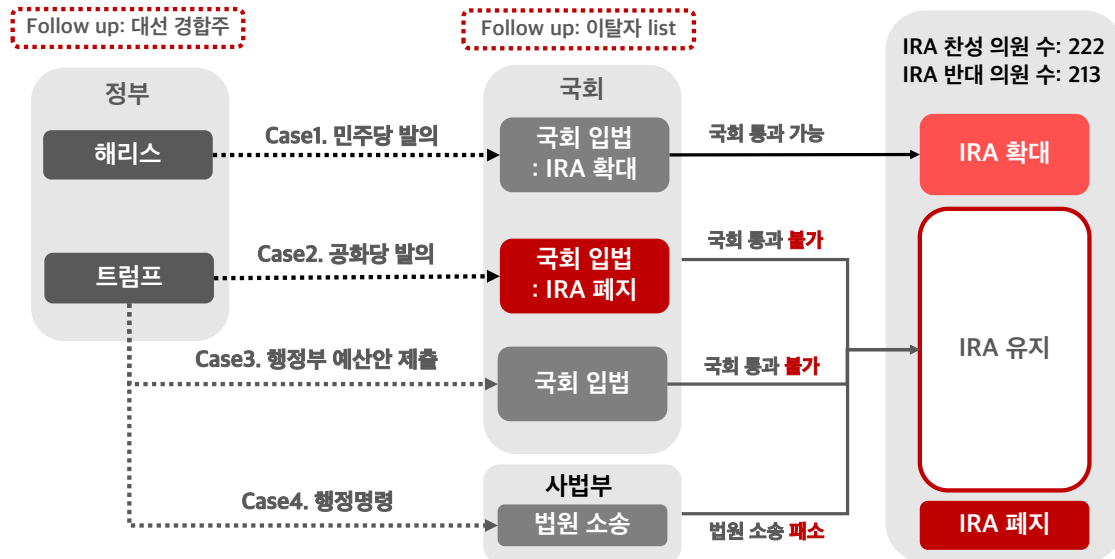 Follow up: 대선 경합주
Follow up: 이탈자 list
IRA 찬성 의원 수: 222
IRA 반대 의원 수: 213
정부
국회
해리스
Case1. 민주당 발의
국회 입법
: IRA 확대
국회 통과 가능
IRA 확대
트럼프
Case2. 공화당 발의
국회 입법
: IRA 폐지
국회 통과 불가
IRA 유지
Case3. 행정부 예산안 제출
국회 입법
국회 통과 불가
사법부
Case4. 행정명령
법원 소송
법원 소송 패소
IRA 폐지